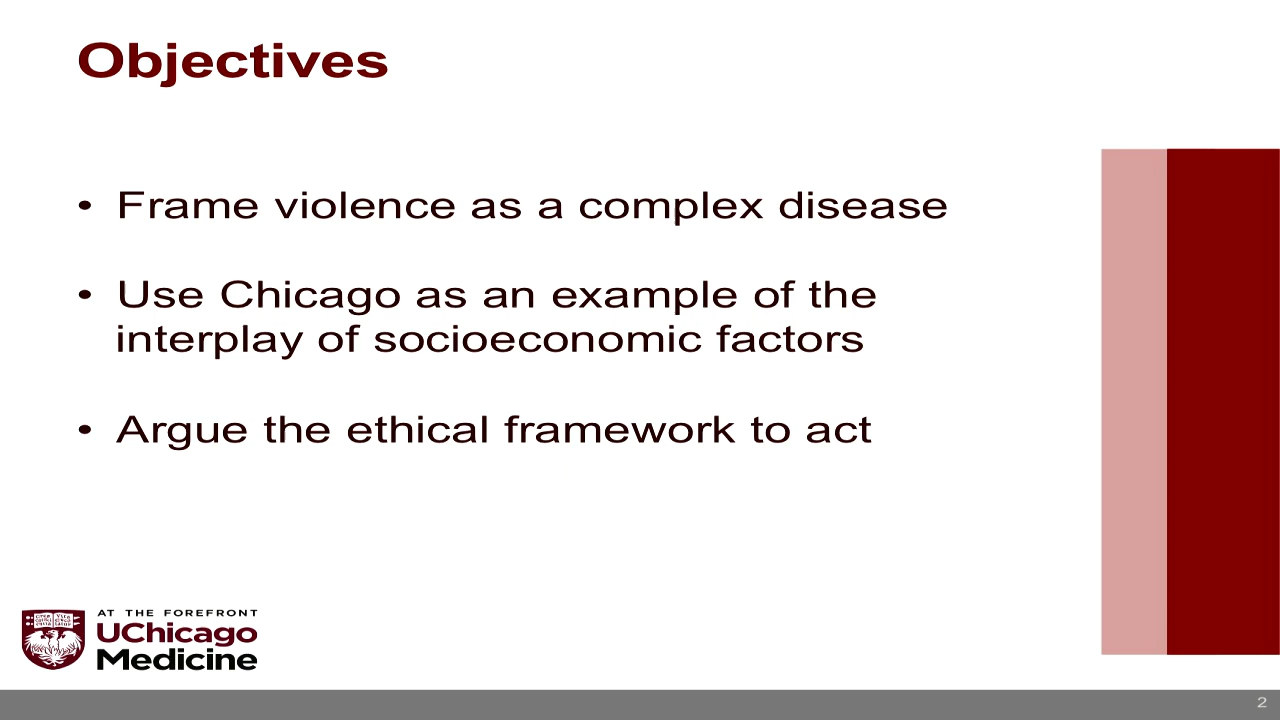 Objectives
• Frame violence as a complex disease
• Use Chicago as an example of the
interplay of socioeconomic factors
• Argue the ethical framework to act
AT THE FOREFRONT
UChicago
Medicine
2